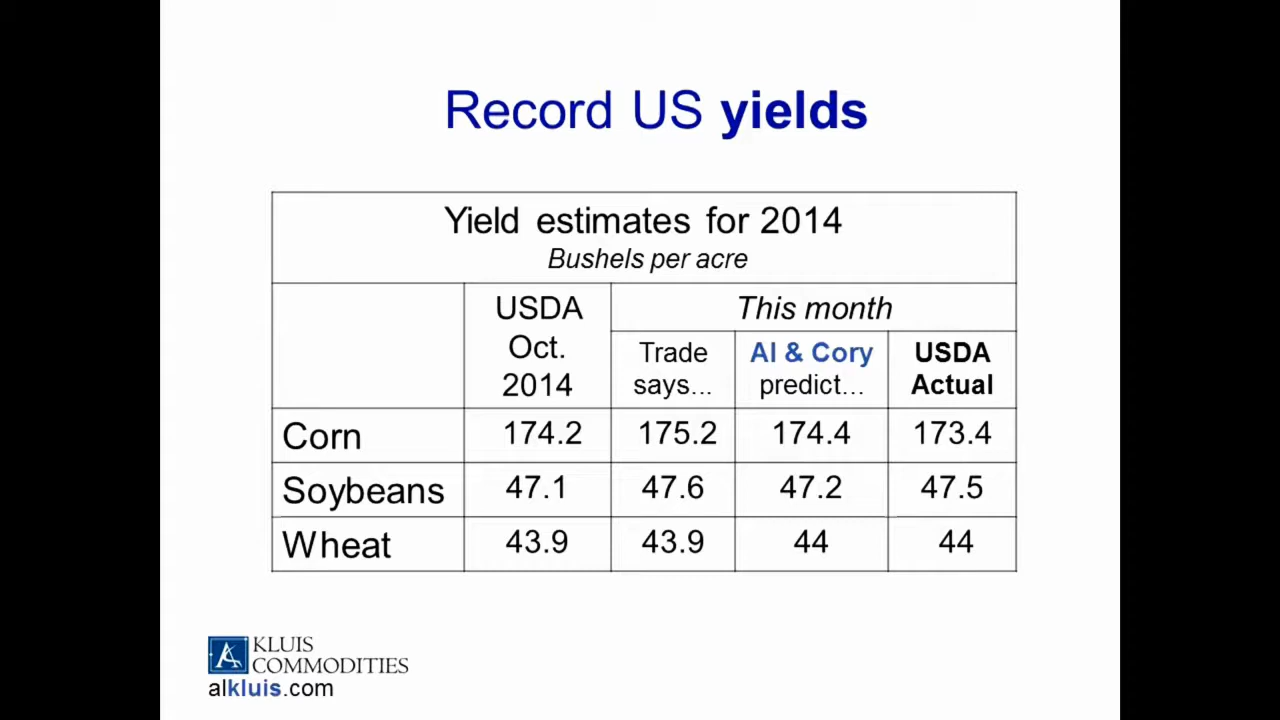 Record US yields
Yield estimates for 2014
Bushels per acre
USDA Oct. 2014
This month
Trade says...
Al & Cory predict...
USDA Actual
Corn 174.2 175.2 174.4 173.4
Soybeans 47.1 47.6 47.2 47.5
Wheat 43.9 43.9 44 44
KLUIS
COMMODITIES
alkluis.com